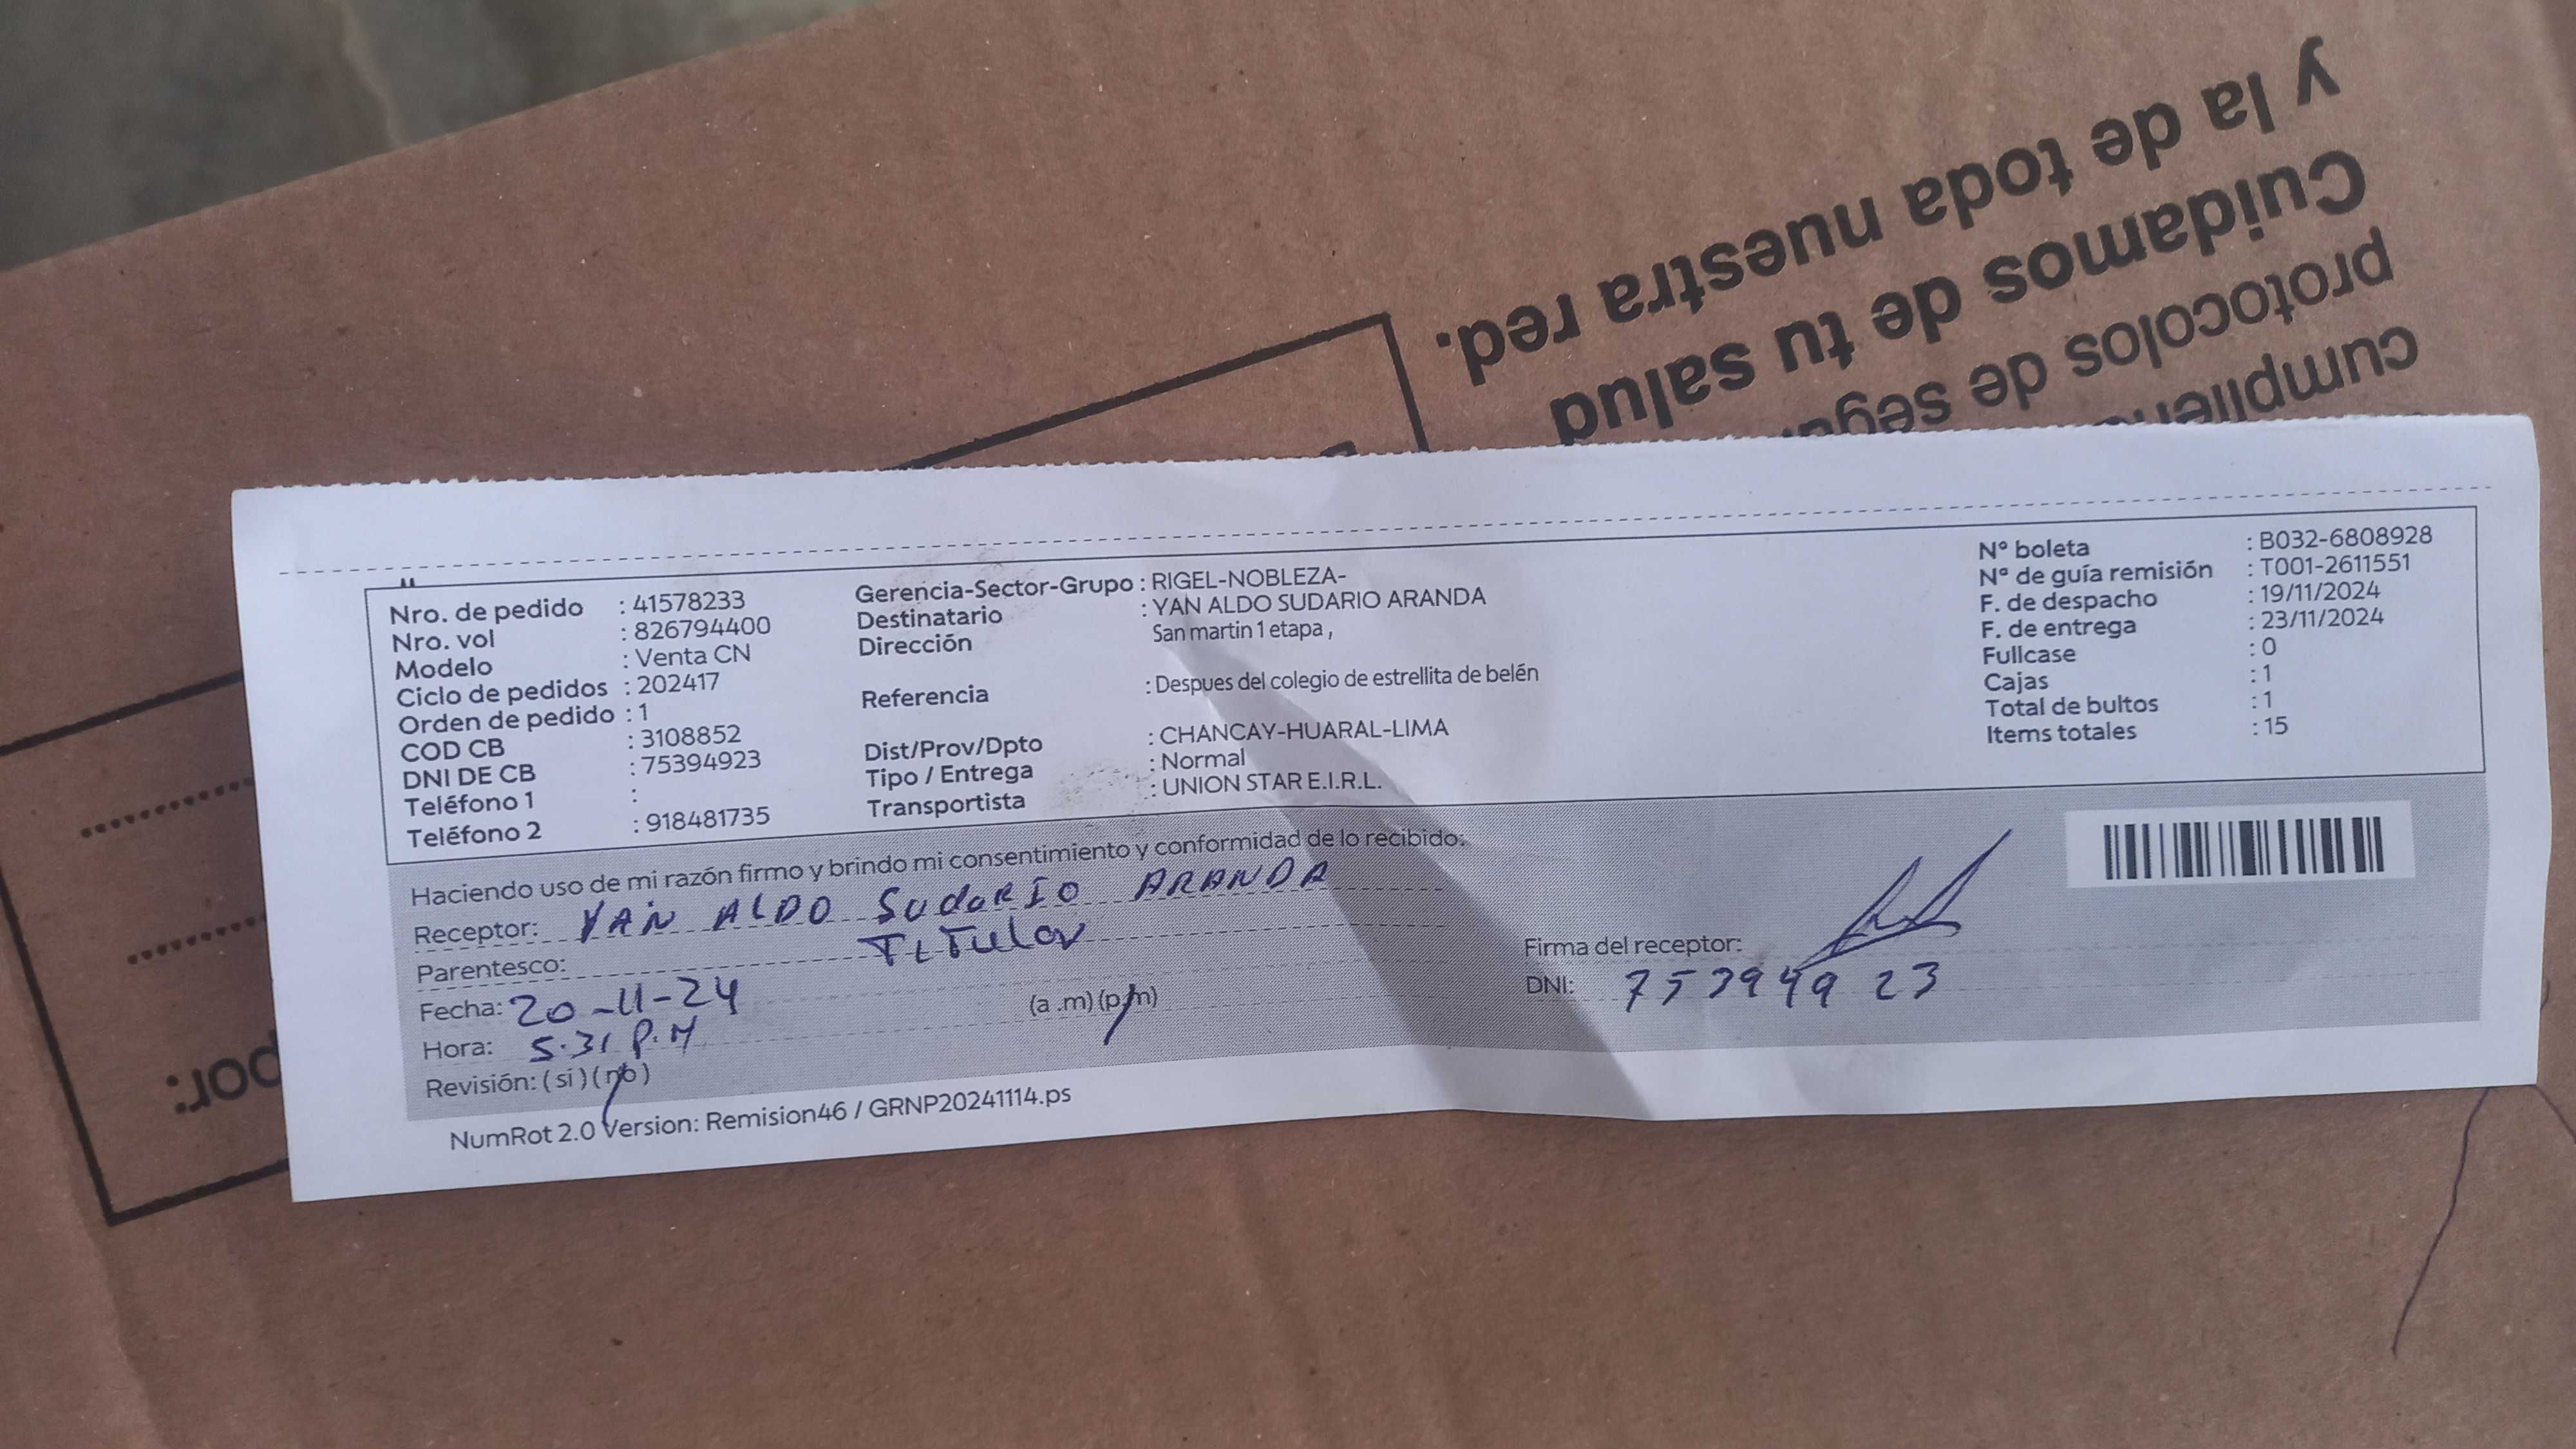 y la de toda nuestra red.
Cuidamos de tu salud
protocolos de
Nro. de pedido : 41578233
Nro. vol : 826794400
Modelo : Venta CN
Ciclo de pedidos : 202417
Orden de pedido : 1
COD CB : 3108852
DNI DE CB : 75394923
Teléfono 1 :
Teléfono 2 : 918481735
Gerencia-Sector-Grupo : RIGEL-NOBLEZA-
Destinatario : YAN ALDO SUDARIO ARANDA
Dirección San martin 1 etapa ,
Referencia : Despues del colegio de estrellita de belén
Dist/Prov/Dpto : CHANCAY-HUARAL-LIMA
Tipo / Entrega : Normal
Transportista : UNION STAR E.I.R.L.
N° boleta : B032-6808928
N° de guía remisión : T001-2611551
F. de despacho : 19/11/2024
F. de entrega : 23/11/2024
Fullcase : 0
Cajas : 1
Total de bultos : 1
Items totales : 15
Haciendo uso de mi razón firmo y brindo mi consentimiento y conformidad de lo recibido:
Receptor: YAN ALDO SudaRIO ARANDA
Parentesco: TiTular
Fecha: 20-11-24 (a .m) (p.m)
Hora: 5:31 P.M
Revisión: ( si ) ( no )
Firma del receptor:
DNI:
NumRot 2.0 Version: Remision46 / GRNP20241114.ps